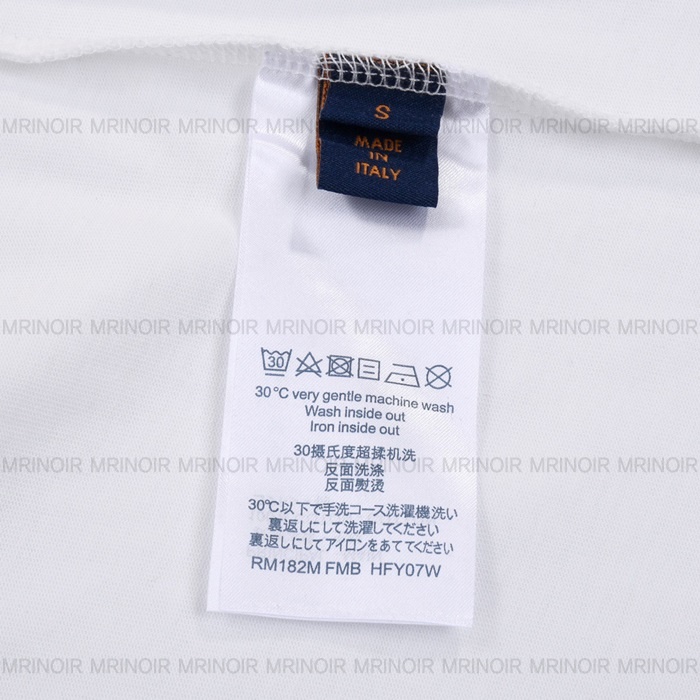 S
MADE
IN
ITALY
MRINOIR MRINOIR MRINOIR MRINOIR MRINOIR MRINOIR MRINOIR MRINOIR
MRINOIR MRINOIR MRINOIR MRINOIR MRINOIR MRINOIR MRINOIR MRINOIR
30
30°C very gentle machine wash
Wash inside out
Iron inside out
30摄氏度超揉机洗
反面洗涤
反面熨烫
MRINOIR MRINOIR MRINOIR MRINOIR MRINOIR MRINOIR MRINOIR MRINOIR
30℃以下で手洗コース洗濯機洗い
裏返しにして洗濯してください
裏返しにしてアイロンをあててください
RM182M FMB HFY07W
MRINOIR MRINOIR MRINOIR MRINOIR MRINOIR MRINOIR MRINOIR MRINOIR